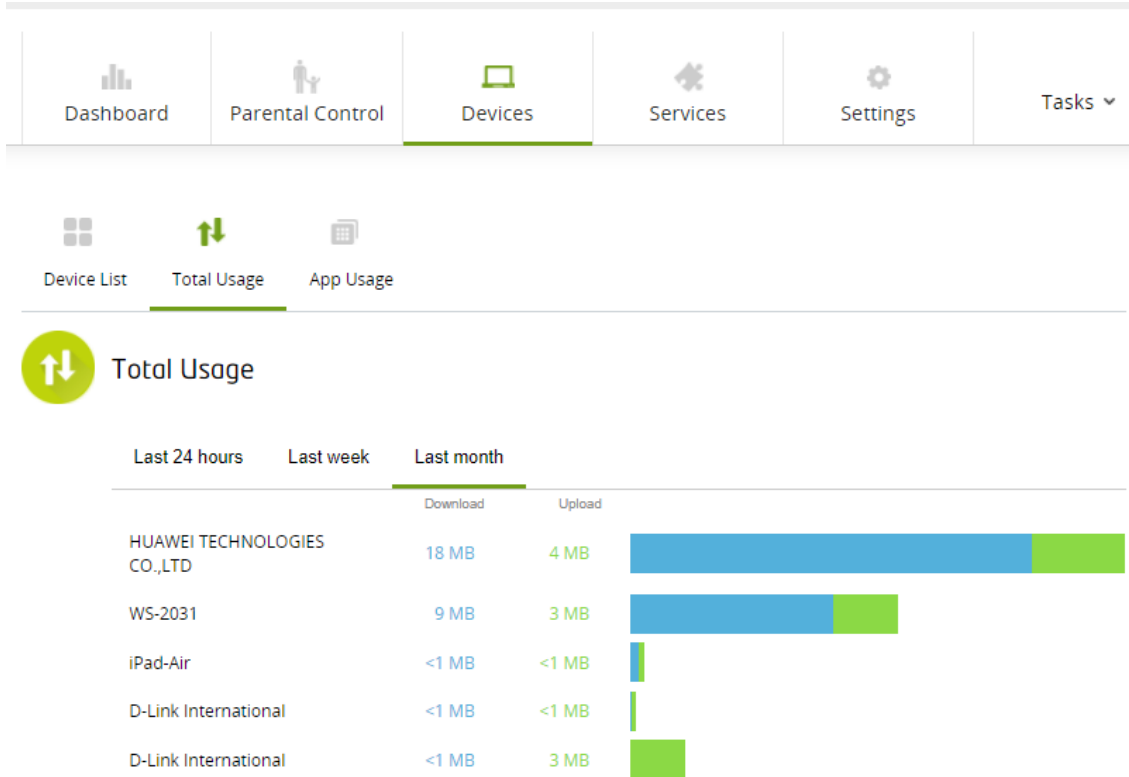 Dashboard
Parental Control
Devices
Services
Settings
Tasks
Device List
Total Usage
App Usage
Total Usage
Last 24 hours
Last week
Last month
Download
Upload
HUAWEI TECHNOLOGIES
CO.,LTD
18 MB
4 MB
WS-2031
9 MB
3 MB
iPad-Air
<1 MB
<1 MB
D-Link International
<1 MB
<1 MB
D-Link International
<1 MB
3 MB